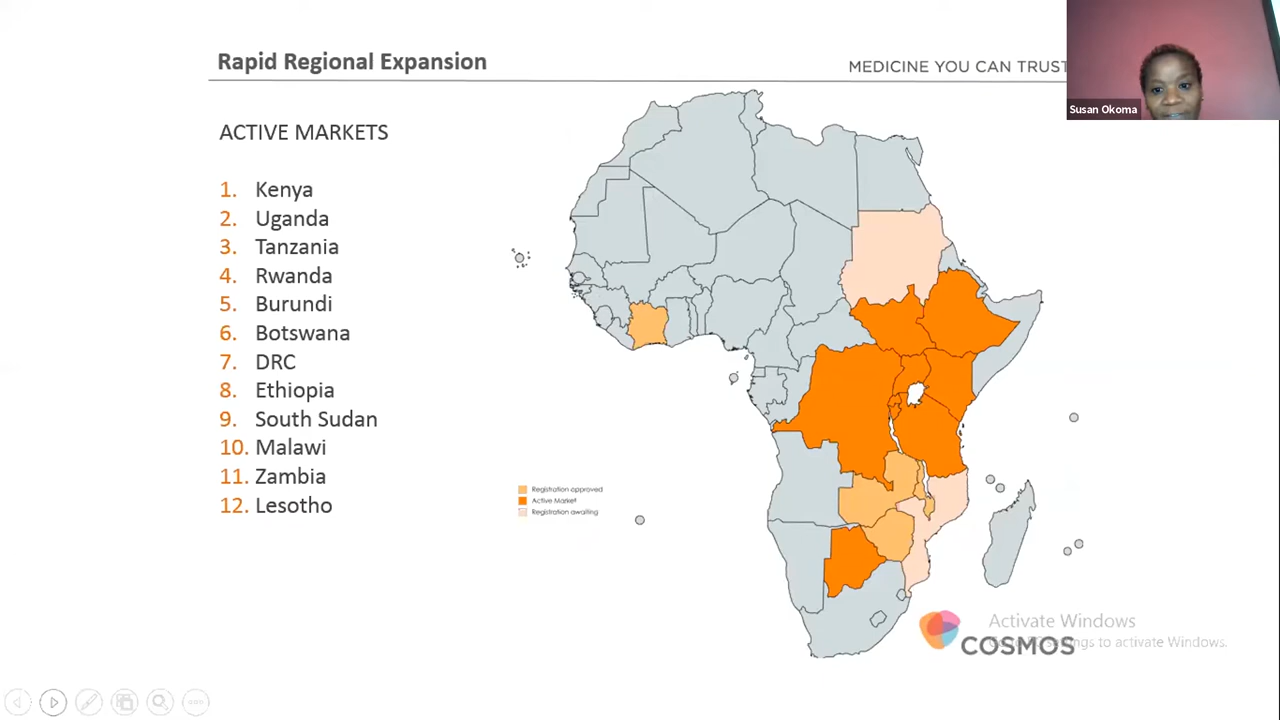 Rapid Regional Expansion
MEDICINE YOU CAN TRUST
Susan Okoma
ACTIVE MARKETS
1. Kenya
2. Uganda
3. Tanzania
4. Rwanda
5. Burundi
6. Botswana
7. DRC
8. Ethiopia
9. South Sudan
10. Malawi
11. Zambia
12. Lesotho
Registration approved
Active Market
Registration awaiting
Activate Windows
to activate Windows.
COSMOS